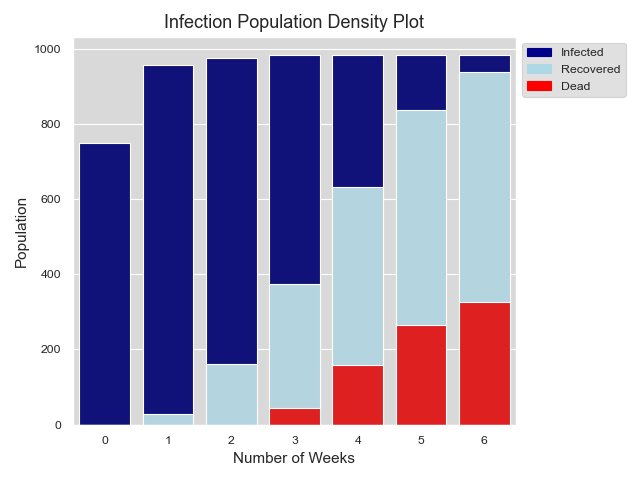 Infection Population Density Plot
Infected
Recovered
Dead
1000
800
600
400
200
0
Population
0 1 2 3 4 5 6
Number of Weeks